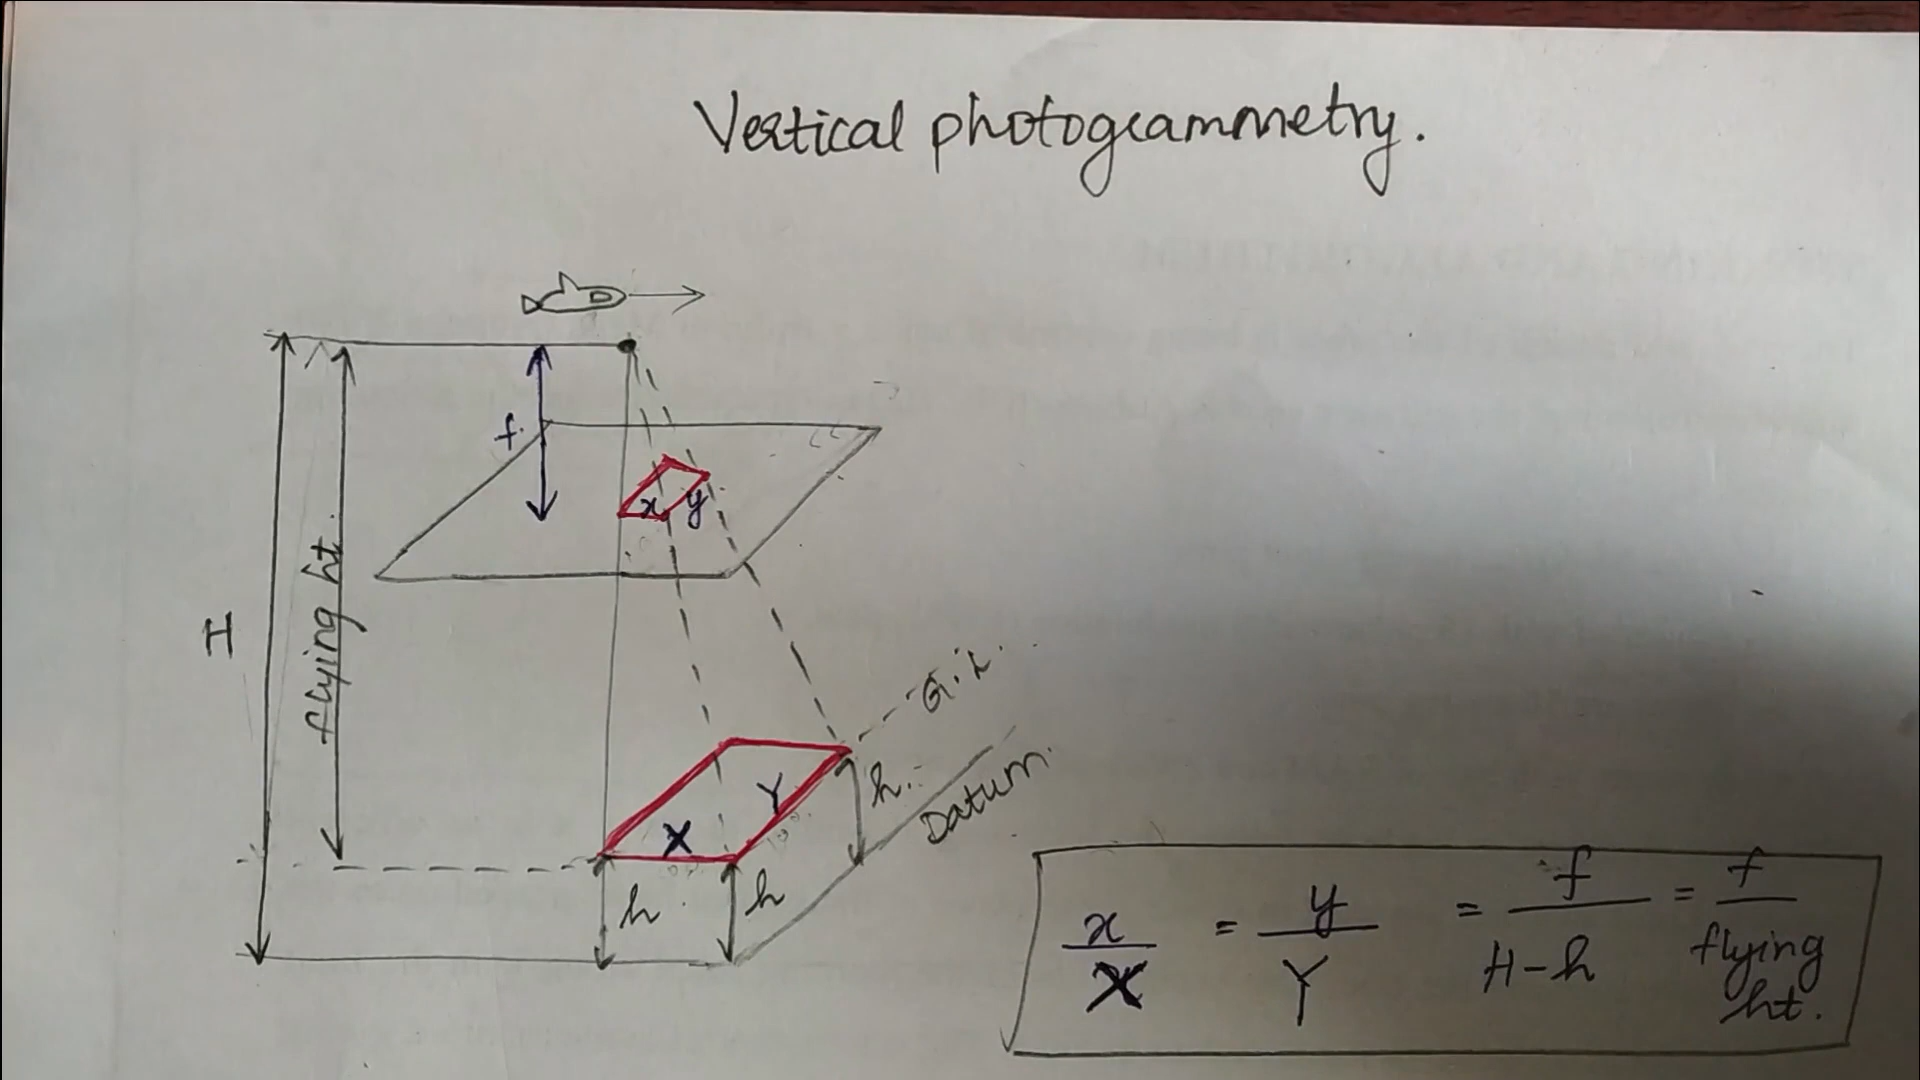 Vertical photogrammetry.
f.
x y
H
flying ht.
G.L.
X Y
h.
Datum.
h
h
x/X = y/Y = f/H-h = f/flying ht.